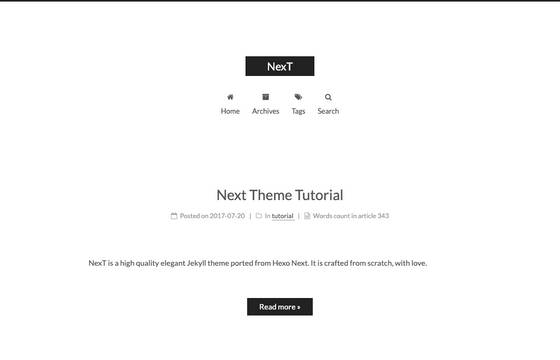 NexT
Home Archives Tags Search
Next Theme Tutorial
Posted on 2017-07-20 | In tutorial | Words count in article 343
NexT is a high quality elegant Jekyll theme ported from Hexo Next. It is crafted from scratch, with love.
Read more »